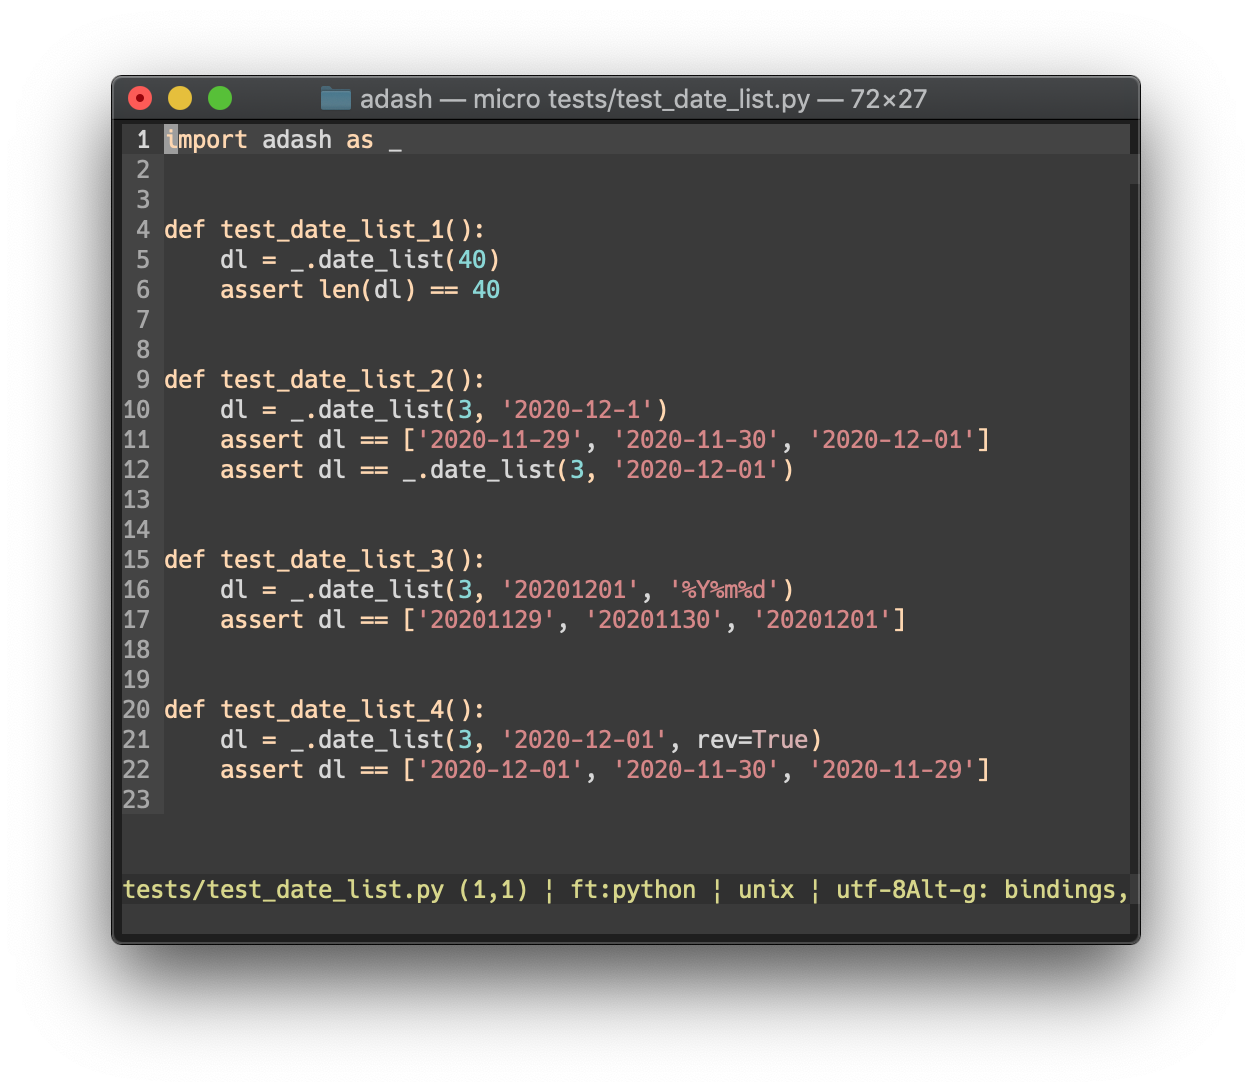 adash — micro tests/test_date_list.py — 72×27
1 import adash as _
2
3
4 def test_date_list_1():
5     dl = _.date_list(40)
6     assert len(dl) == 40
7
8
9 def test_date_list_2():
10     dl = _.date_list(3, '2020-12-1')
11     assert dl == ['2020-11-29', '2020-11-30', '2020-12-01']
12     assert dl == _.date_list(3, '2020-12-01')
13
14
15 def test_date_list_3():
16     dl = _.date_list(3, '20201201', '%Y%m%d')
17     assert dl == ['20201129', '20201130', '20201201']
18
19
20 def test_date_list_4():
21     dl = _.date_list(3, '2020-12-01', rev=True)
22     assert dl == ['2020-12-01', '2020-11-30', '2020-11-29']
23
tests/test_date_list.py (1,1) ¦ ft:python ¦ unix ¦ utf-8Alt-g: bindings,